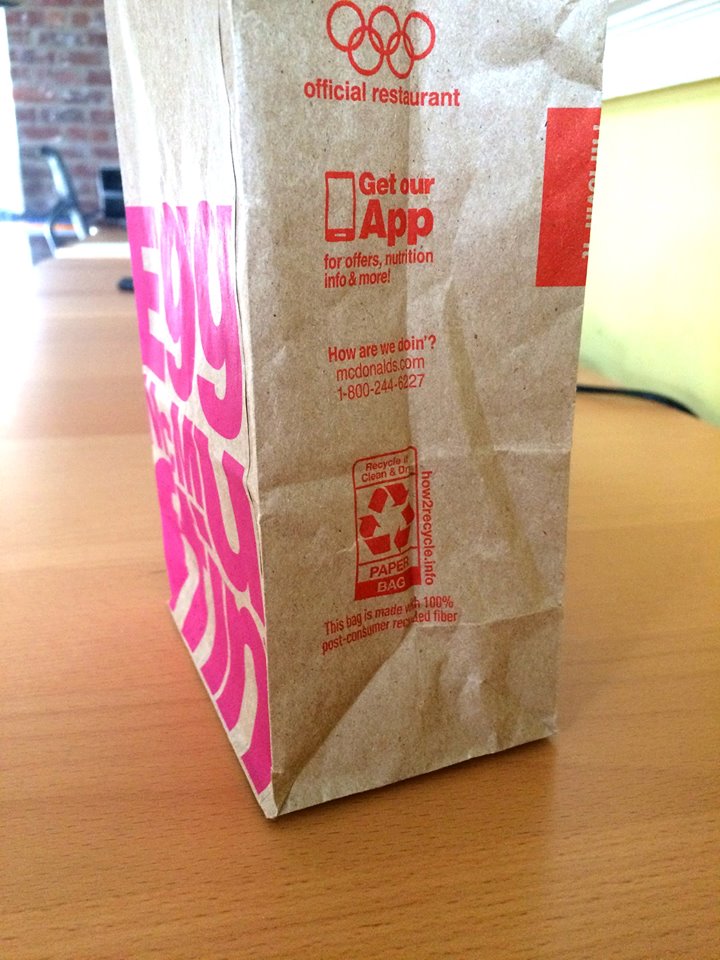 official restaurant
Get our
App
for offers, nutrition
info & more!
How are we doin'?
mcdonalds.com
1-800-244-6227
Recycle if
Clean & Dry
PAPER
BAG
how2recycle.info
This bag is made with 100%
post-consumer recycled fiber
Egg